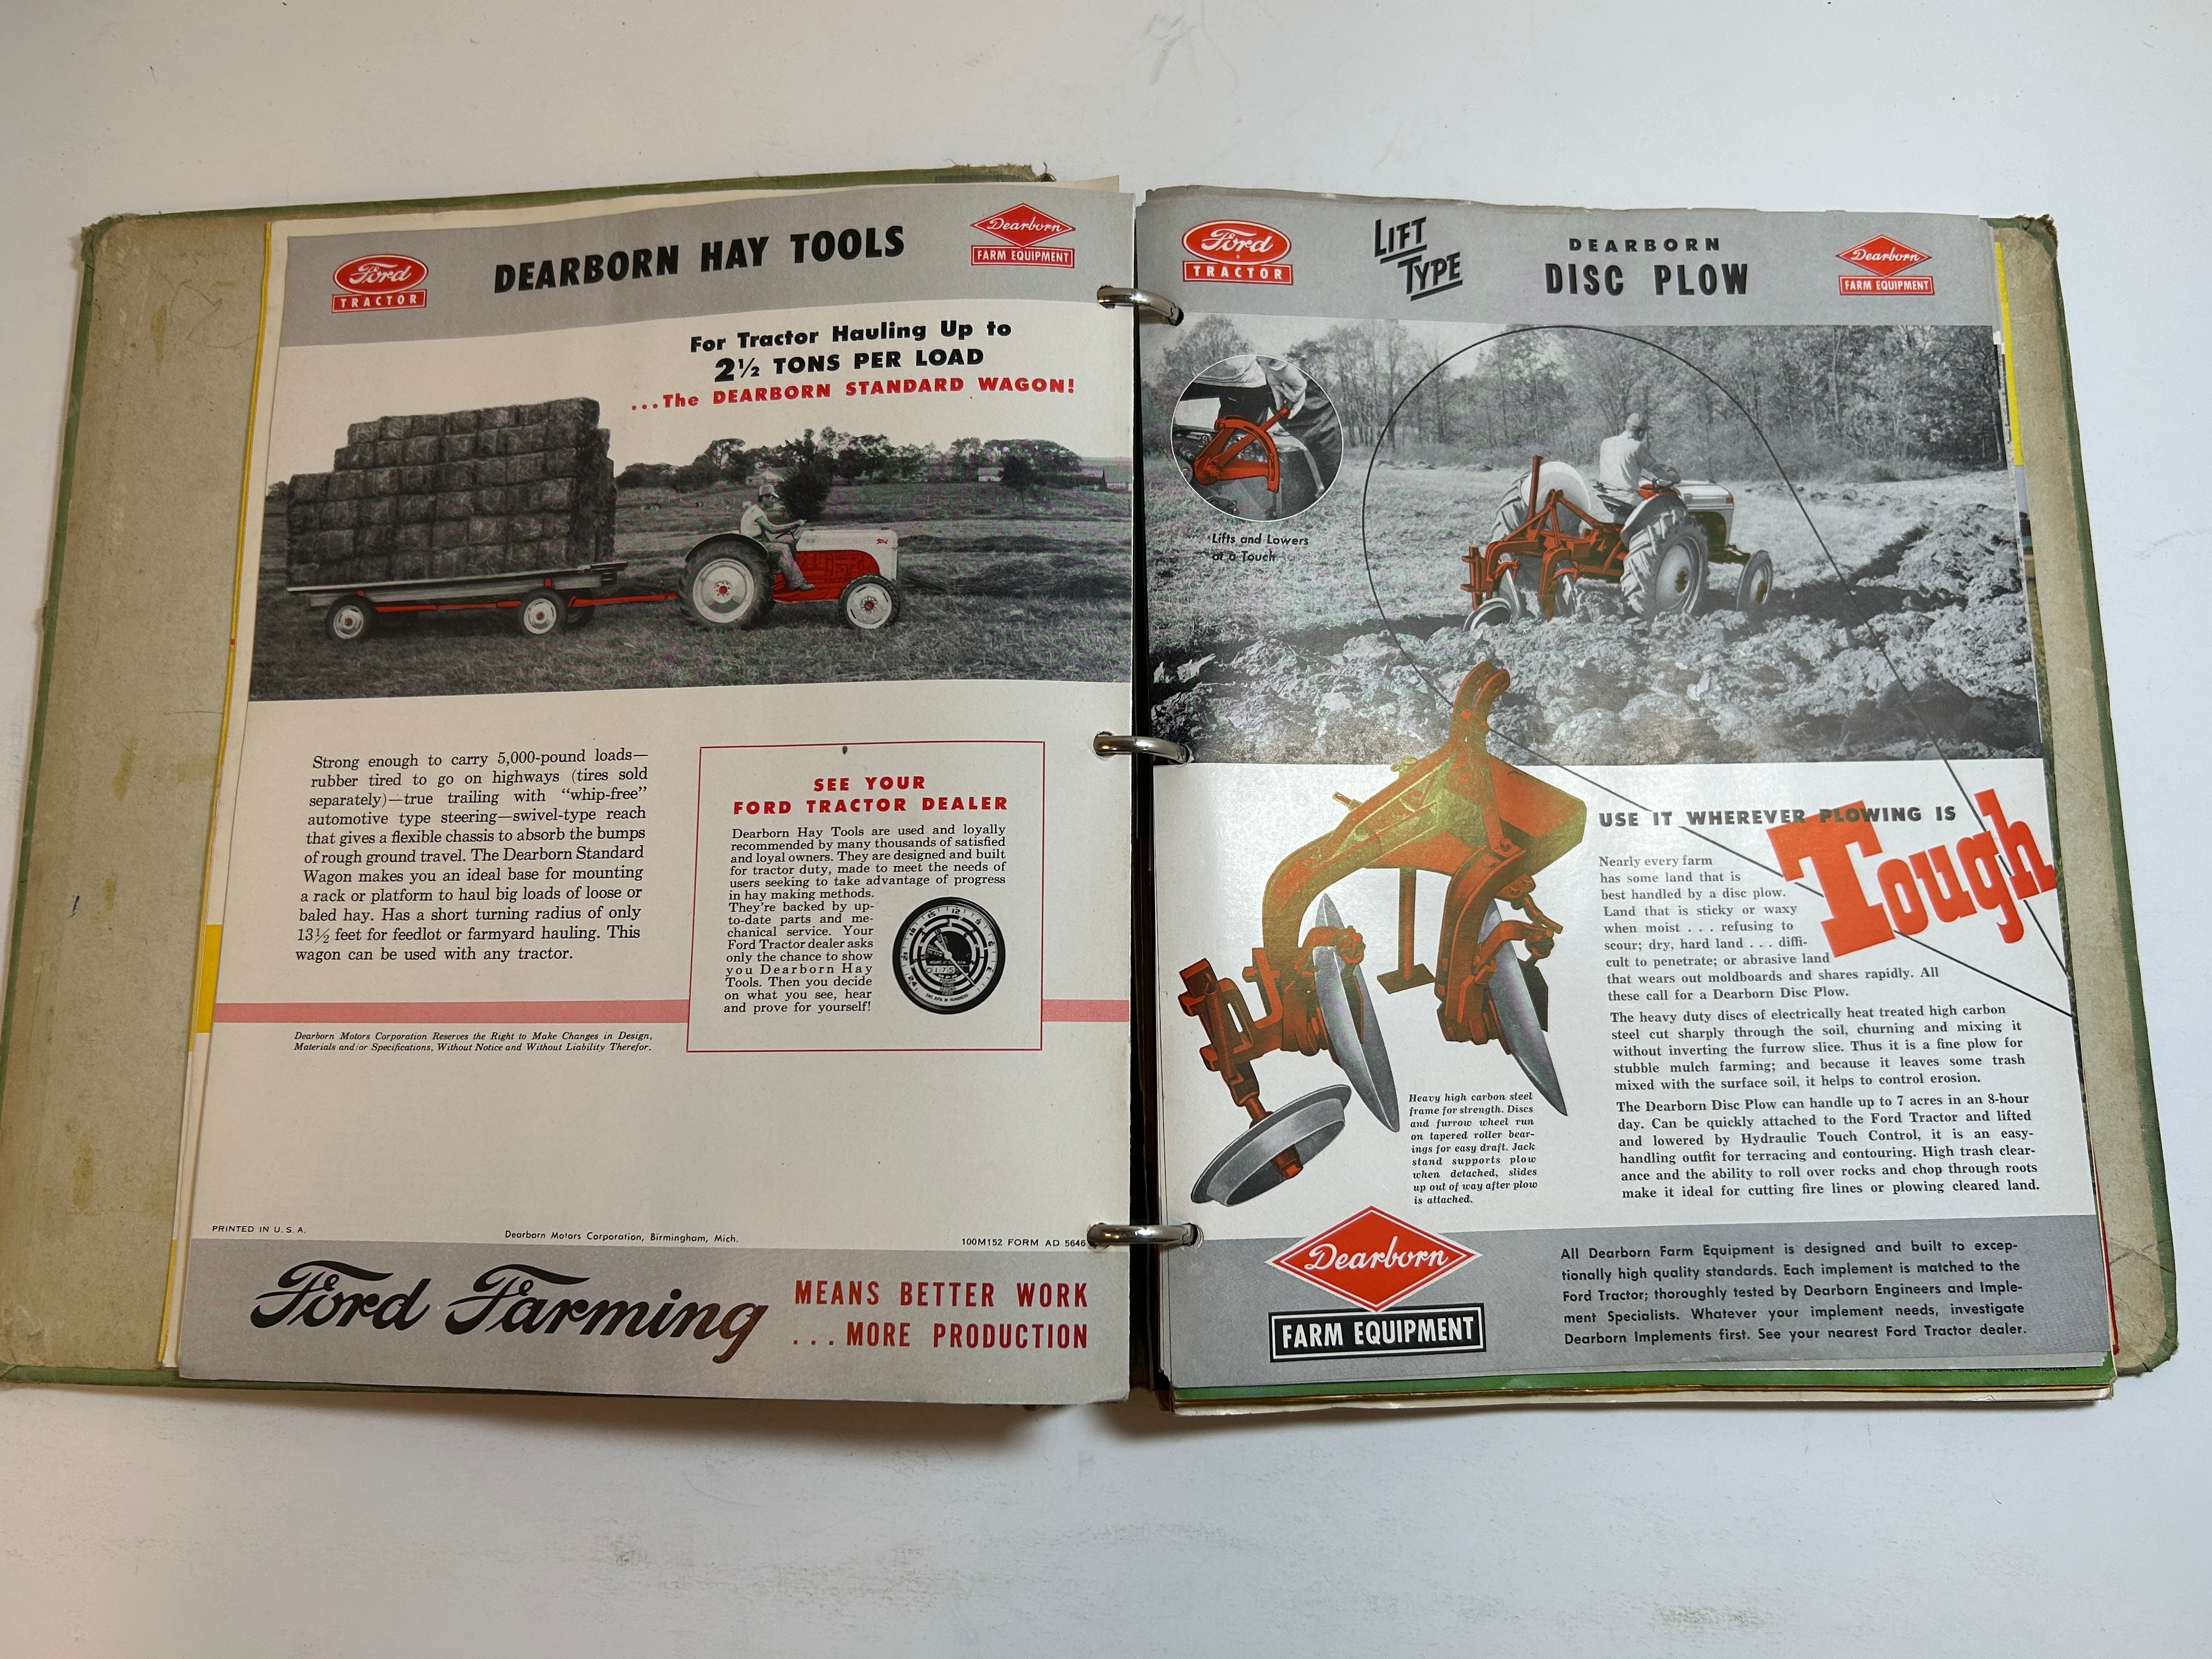 Ford
TRACTOR
DEARBORN HAY TOOLS
Dearborn
FARM EQUIPMENT
For Tractor Hauling Up to
2½ TONS PER LOAD
...The DEARBORN STANDARD WAGON!
Strong enough to carry 5,000-pound loads—
rubber tired to go on highways (tires sold
separately)—true trailing with “whip-free”
automotive type steering—swivel-type reach
that gives a flexible chassis to absorb the bumps
of rough ground travel. The Dearborn Standard
Wagon makes you an ideal base for mounting
a rack or platform to haul big loads of loose or
baled hay. Has a short turning radius of only
13½ feet for feedlot or farmyard hauling. This
wagon can be used with any tractor.
Dearborn Motors Corporation Reserves the Right to Make Changes in Design,
Materials and/or Specifications, Without Notice and Without Liability Therefor.
SEE YOUR
FORD TRACTOR DEALER
Dearborn Hay Tools are used and loyally
recommended by many thousands of satisfied
and loyal owners. They are designed and built
for tractor duty, made to meet the needs of
users seeking to take advantage of progress
in hay making methods.
They're backed by up-
to-date parts and me-
chanical service. Your
Ford Tractor dealer asks
only the chance to show
you Dearborn Hay
Tools. Then you decide
on what you see, hear
and prove for yourself!
PRINTED IN U. S. A.
Dearborn Motors Corporation, Birmingham, Mich.
100M152 FORM AD 5646
Ford Farming
MEANS BETTER WORK
...MORE PRODUCTION
Ford
TRACTOR
LIFT
TYPE
DEARBORN
DISC PLOW
Dearborn
FARM EQUIPMENT
Lifts and Lowers
at a Touch
USE IT WHEREVER PLOWING IS
Tough
Nearly every farm
has some land that is
best handled by a disc plow.
Land that is sticky or waxy
when moist . . . refusing to
scour; dry, hard land . . . diffi-
cult to penetrate; or abrasive land
that wears out moldboards and shares rapidly. All
these call for a Dearborn Disc Plow.
The heavy duty discs of electrically heat treated high carbon
steel cut sharply through the soil, churning and mixing it
without inverting the furrow slice. Thus it is a fine plow for
stubble mulch farming; and because it leaves some trash
mixed with the surface soil, it helps to control erosion.
The Dearborn Disc Plow can handle up to 7 acres in an 8-hour
day. Can be quickly attached to the Ford Tractor and lifted
and lowered by Hydraulic Touch Control, it is an easy-
handling outfit for terracing and contouring. High trash clear-
ance and the ability to roll over rocks and chop through roots
make it ideal for cutting fire lines or plowing cleared land.
Heavy high carbon steel
frame for strength. Discs
and furrow wheel run
on tapered roller bear-
ings for easy draft. Jack
stand supports plow
when detached, slides
up out of way after plow
is attached.
Dearborn
FARM EQUIPMENT
All Dearborn Farm Equipment is designed and built to excep-
tionally high quality standards. Each implement is matched to the
Ford Tractor; thoroughly tested by Dearborn Engineers and Imple-
ment Specialists. Whatever your implement needs, investigate
Dearborn Implements first. See your nearest Ford Tractor dealer.